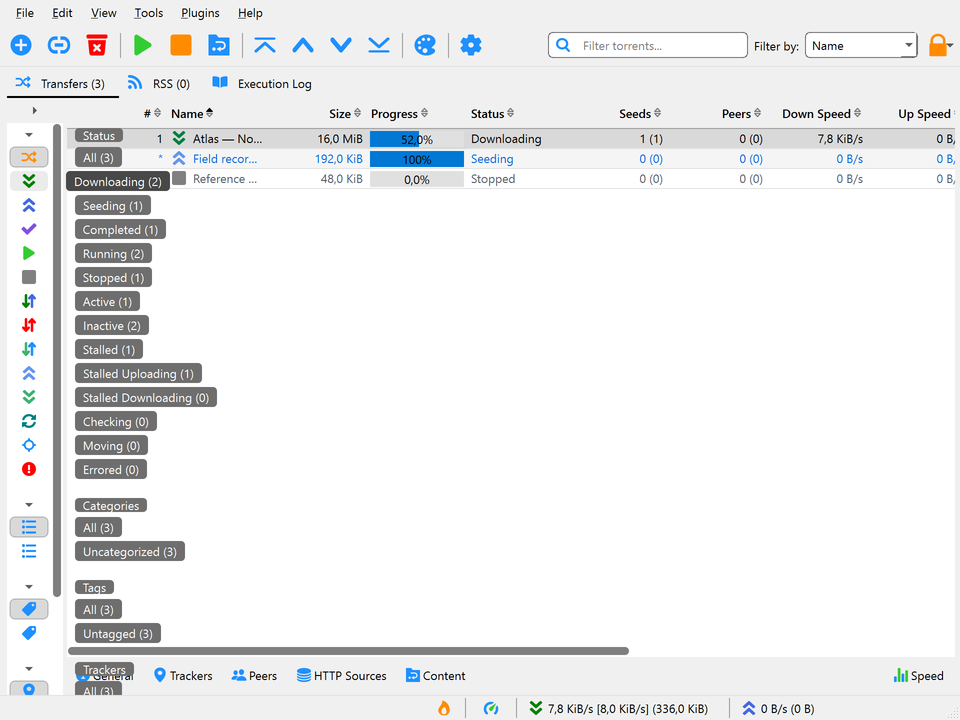 File Edit View Tools Plugins Help
Filter torrents... Filter by: Name
Transfers (3) RSS (0) Execution Log
# Name Size Progress Status Seeds Peers Down Speed Up Speed
1 Atlas — No... 16,0 MiB 52,0% Downloading 1 (1) 0 (0) 7,8 KiB/s 0 B/
* Field recor... 192,0 KiB 100% Seeding 0 (0) 0 (0) 0 B/s 0 B/
Reference ... 48,0 KiB 0,0% Stopped 0 (0) 0 (0) 0 B/s 0 B/
Status
All (3)
Downloading (2)
Seeding (1)
Completed (1)
Running (2)
Stopped (1)
Active (1)
Inactive (2)
Stalled (1)
Stalled Uploading (1)
Stalled Downloading (0)
Checking (0)
Moving (0)
Errored (0)
Categories
All (3)
Uncategorized (3)
Tags
All (3)
Untagged (3)
Trackers
All (3)
General Trackers Peers HTTP Sources Content Speed
7,8 KiB/s [8,0 KiB/s] (336,0 KiB) 0 B/s (0 B)